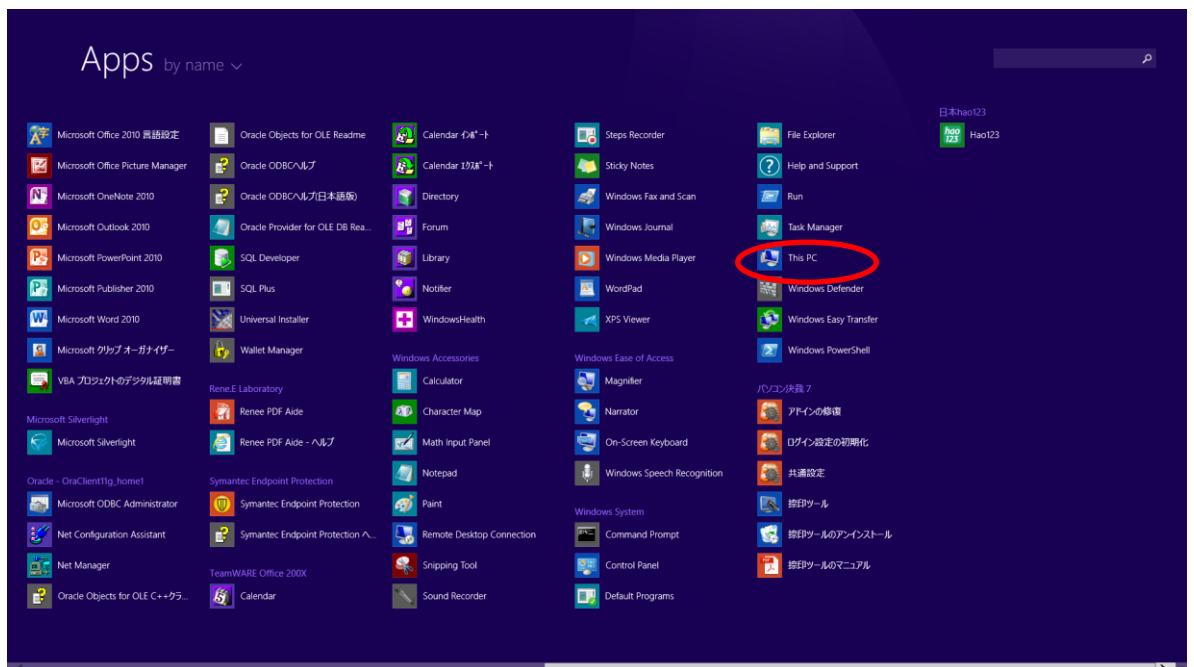 Apps by name
日本hao123
hao 123 Hao123
Microsoft Office 2010 言語設定
Microsoft Office Picture Manager
Microsoft OneNote 2010
Microsoft Outlook 2010
Microsoft PowerPoint 2010
Microsoft Publisher 2010
Microsoft Word 2010
Microsoft クリップ オーガナイザー
VBA プロジェクトのデジタル証明書
Microsoft Silverlight
Microsoft Silverlight
Oracle - OraClient11g_home1
Microsoft ODBC Administrator
Net Configuration Assistant
Net Manager
Oracle Objects for OLE C++クラ...
Oracle Objects for OLE Readme
Oracle ODBCヘルプ
Oracle ODBCヘルプ(日本語版)
Oracle Provider for OLE DB Rea...
SQL Developer
SQL Plus
Universal Installer
Wallet Manager
Rene.E Laboratory
Renee PDF Aide
Renee PDF Aide - ヘルプ
Symantec Endpoint Protection
Symantec Endpoint Protection
Symantec Endpoint Protection ヘ...
TeamWARE Office 200X
Calendar
Calendar ｲﾝﾎﾟｰﾄ
Calendar ｴｸｽﾎﾟｰﾄ
Directory
Forum
Library
Notifier
WindowsHealth
Windows Accessories
Calculator
Character Map
Math Input Panel
Notepad
Paint
Remote Desktop Connection
Snipping Tool
Sound Recorder
Steps Recorder
Sticky Notes
Windows Fax and Scan
Windows Journal
Windows Media Player
WordPad
XPS Viewer
Windows Ease of Access
Magnifier
Narrator
On-Screen Keyboard
Windows Speech Recognition
Windows System
Command Prompt
Control Panel
Default Programs
File Explorer
Help and Support
Run
Task Manager
This PC
Windows Defender
Windows Easy Transfer
Windows PowerShell
パソコン決裁 7
アドインの修復
ログイン設定の初期化
共通設定
捺印ツール
捺印ツールのアンインストール
捺印ツールのマニュアル